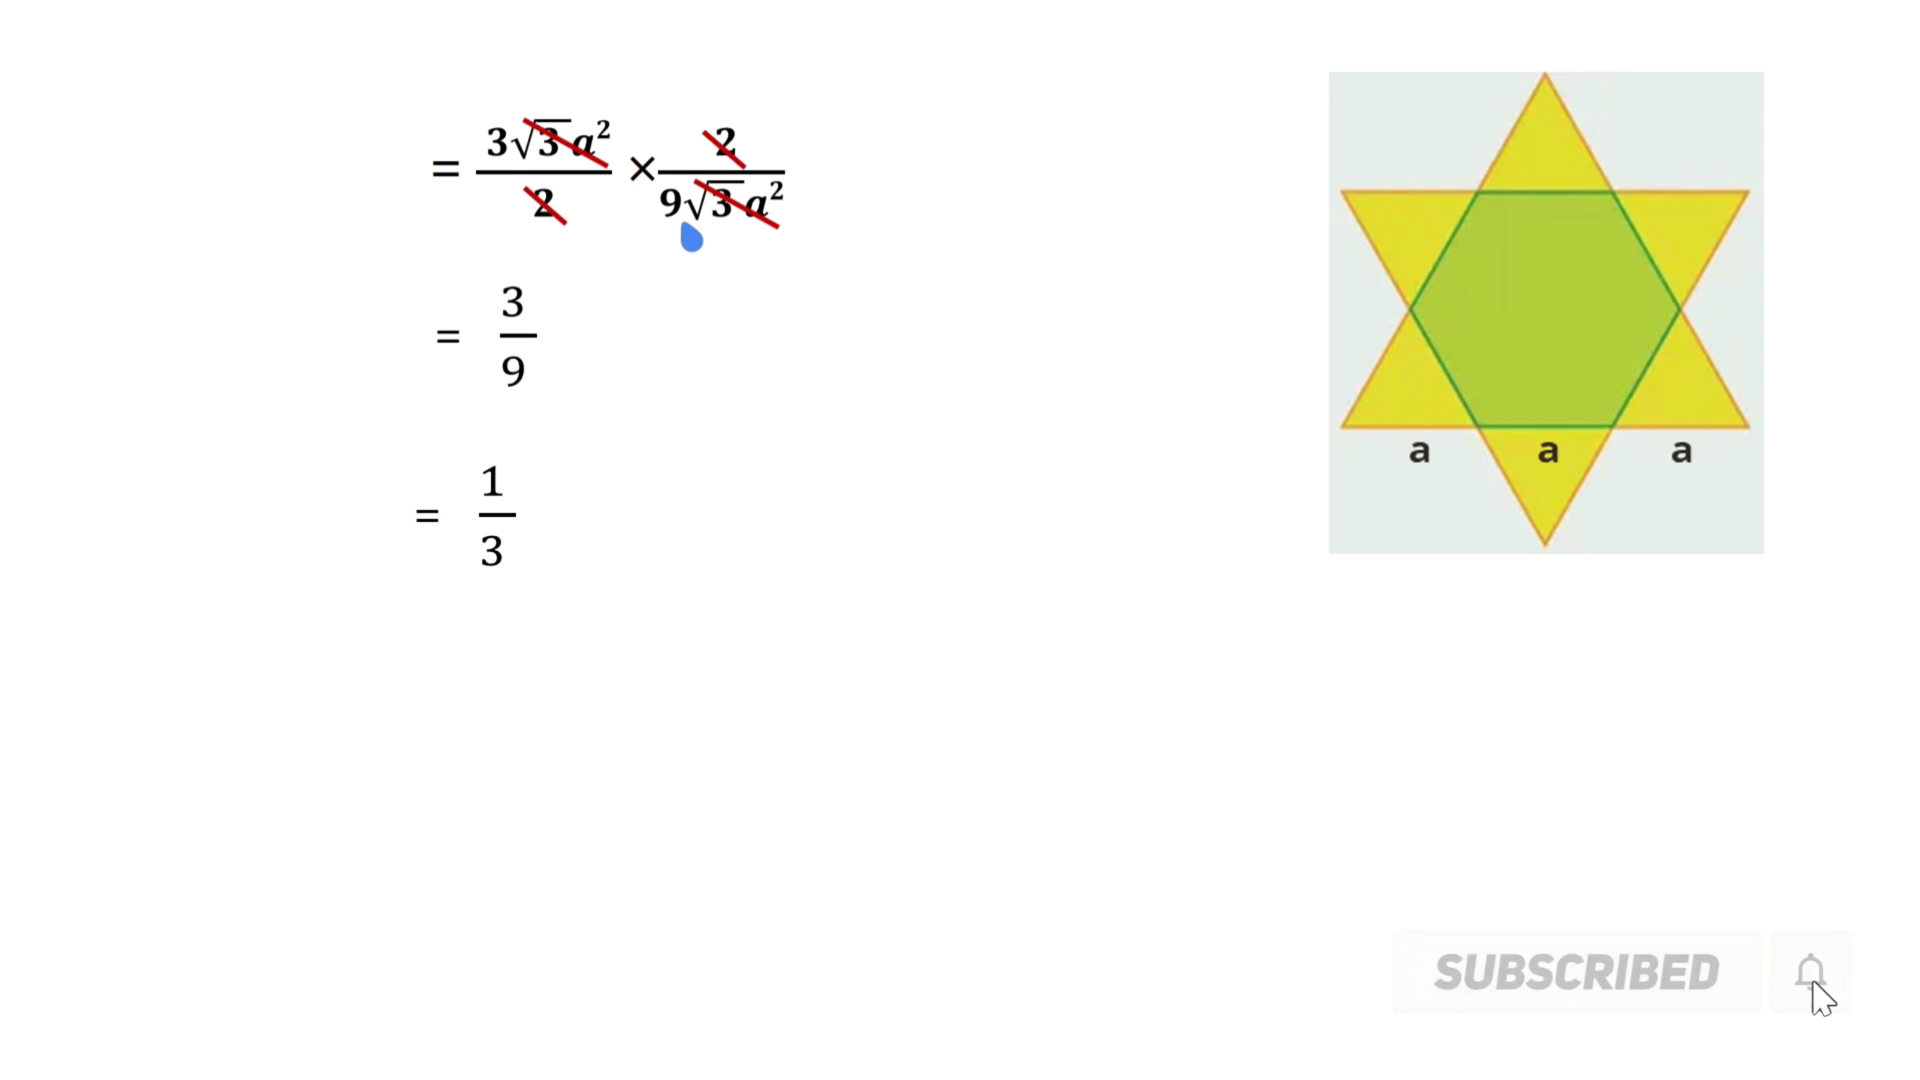 = 3√3 a² / 2 × 2 / 9√3 a²
= 3 / 9
= 1 / 3
a a a
SUBSCRIBED